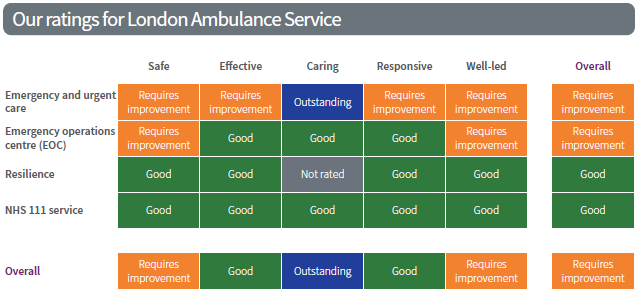 Our ratings for London Ambulance Service
Safe Effective Caring Responsive Well-led Overall
Emergency and urgent care Requires improvement Requires improvement Outstanding Requires improvement Requires improvement Requires improvement
Emergency operations centre (EOC) Requires improvement Good Good Good Requires improvement Requires improvement
Resilience Good Good Not rated Good Good Good
NHS 111 service Good Good Good Good Good Good
Overall Requires improvement Good Outstanding Good Requires improvement Requires improvement